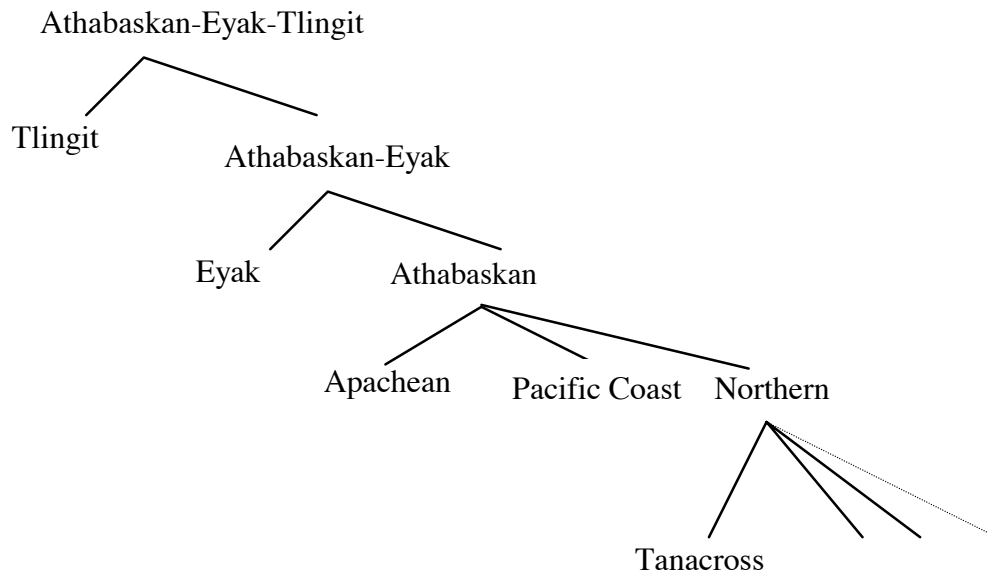 Athabaskan-Eyak-Tlingit
Tlingit
Athabaskan-Eyak
Eyak
Athabaskan
Apachean
Pacific Coast
Northern
Tanacross